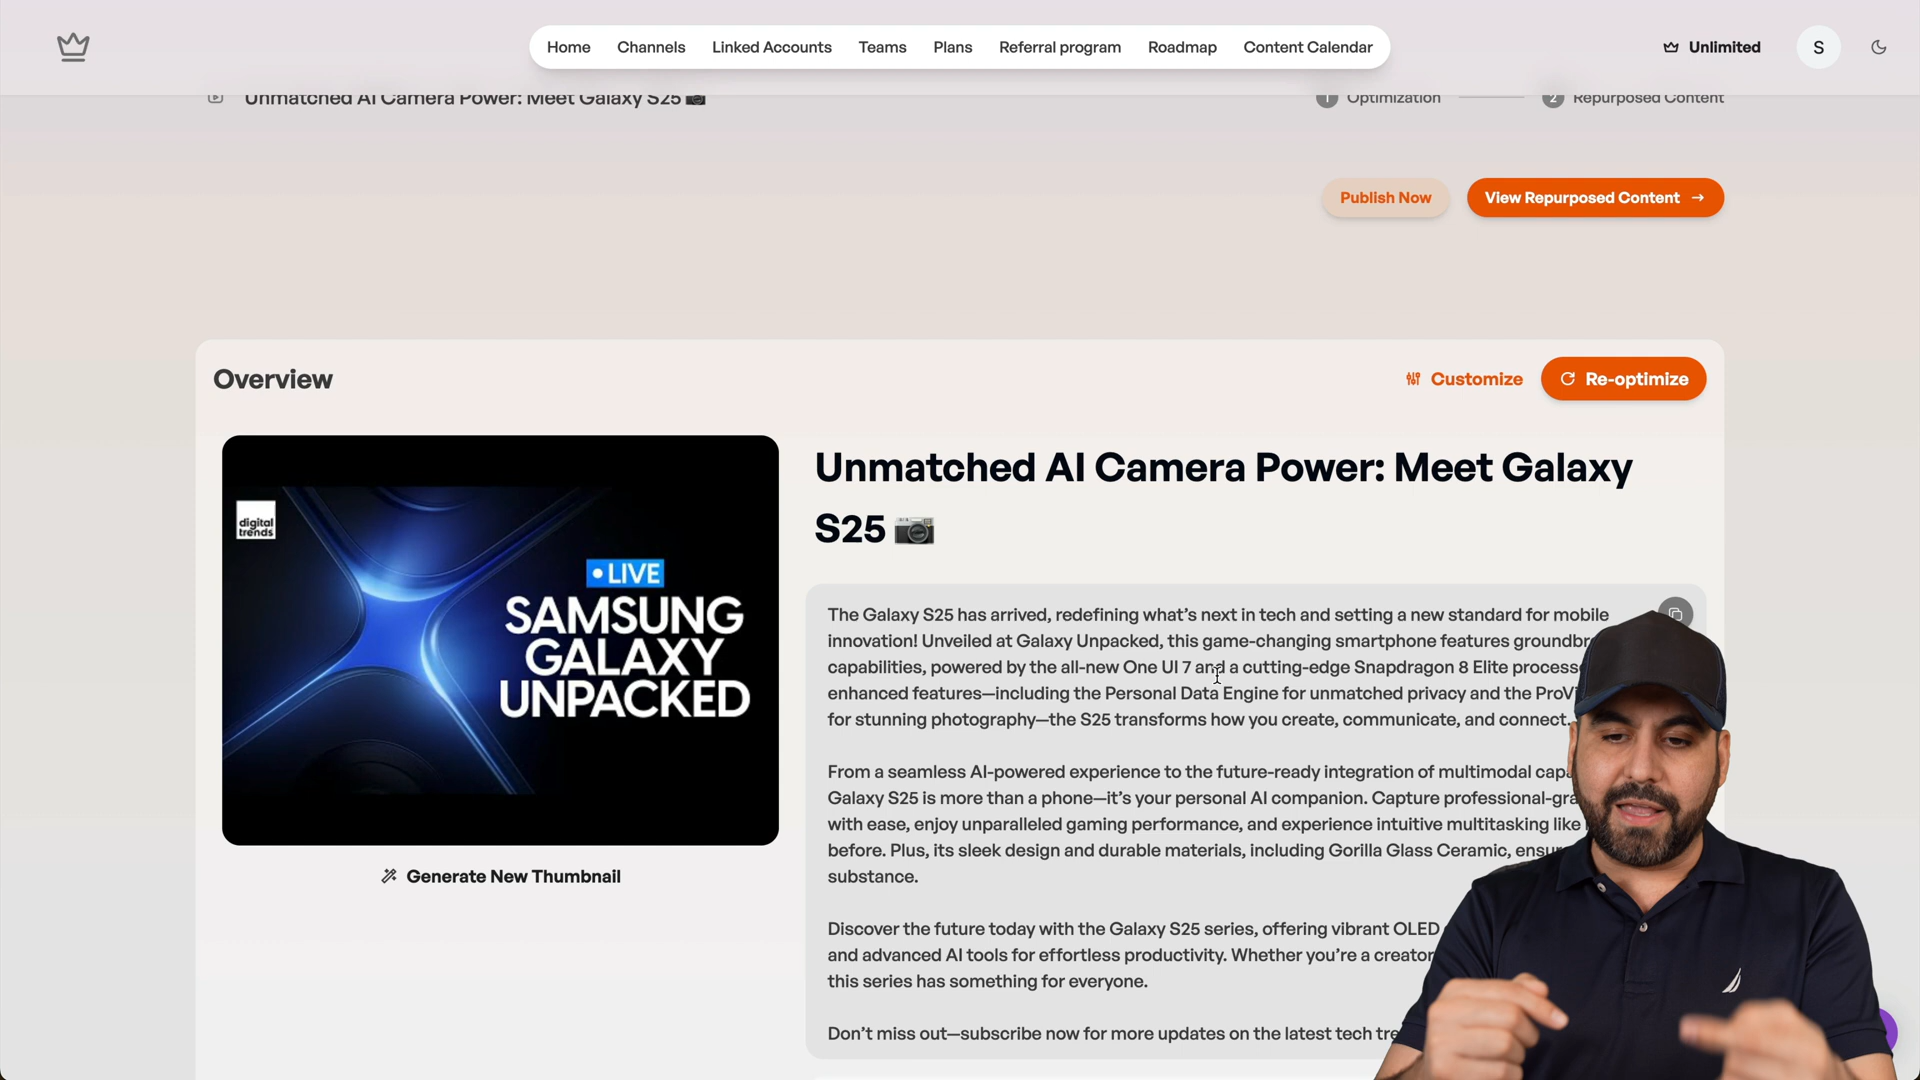 Home Channels Linked Accounts Teams Plans Referral program Roadmap Content Calendar
Unlimited
S
Unmatched AI Camera Power: Meet Galaxy S25
1 Optimization
2 Repurposed Content
Publish Now
View Repurposed Content →
Overview
Customize
Re-optimize
digital
trends
• LIVE
SAMSUNG
GALAXY
UNPACKED
Generate New Thumbnail
Unmatched AI Camera Power: Meet Galaxy
S25 📷
The Galaxy S25 has arrived, redefining what's next in tech and setting a new standard for mobile
innovation! Unveiled at Galaxy Unpacked, this game-changing smartphone features
capabilities, powered by the all-new One UI 7 and a cutting-edge Snapdragon 8 Elite
enhanced features—including the Personal Data Engine for unmatched privacy and the
for stunning photography—the S25 transforms how you create, communicate, and connect.
From a seamless AI-powered experience to the future-ready integration of multimodal
Galaxy S25 is more than a phone—it's your personal AI companion. Capture
with ease, enjoy unparalleled gaming performance, and experience intuitive multitasking like
before. Plus, its sleek design and durable materials, including Gorilla Glass Ceramic,
substance.
Discover the future today with the Galaxy S25 series, offering vibrant OLED
and advanced AI tools for effortless productivity. Whether you're a creator
this series has something for everyone.
Don't miss out—subscribe now for more updates on the latest tech